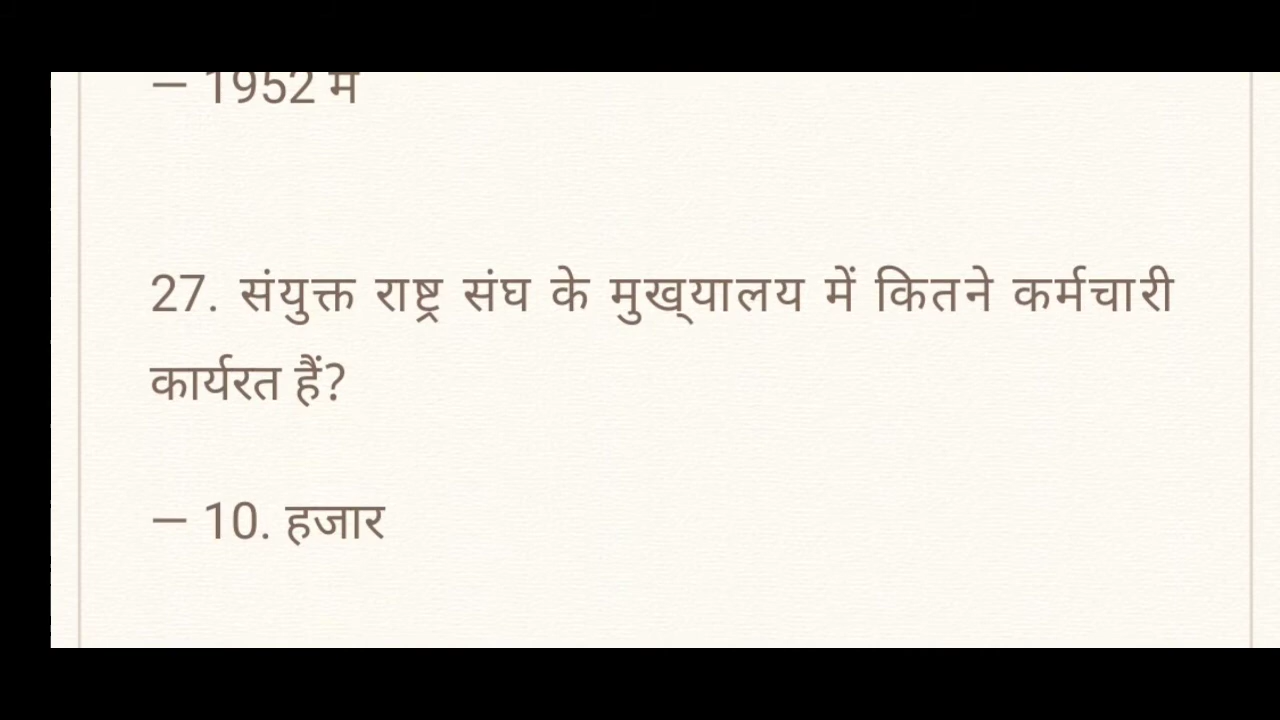 – 1952 में
27. संयुक्त राष्ट्र संघ के मुख्यालय में कितने कर्मचारी
कार्यरत हैं?
– 10. हजार